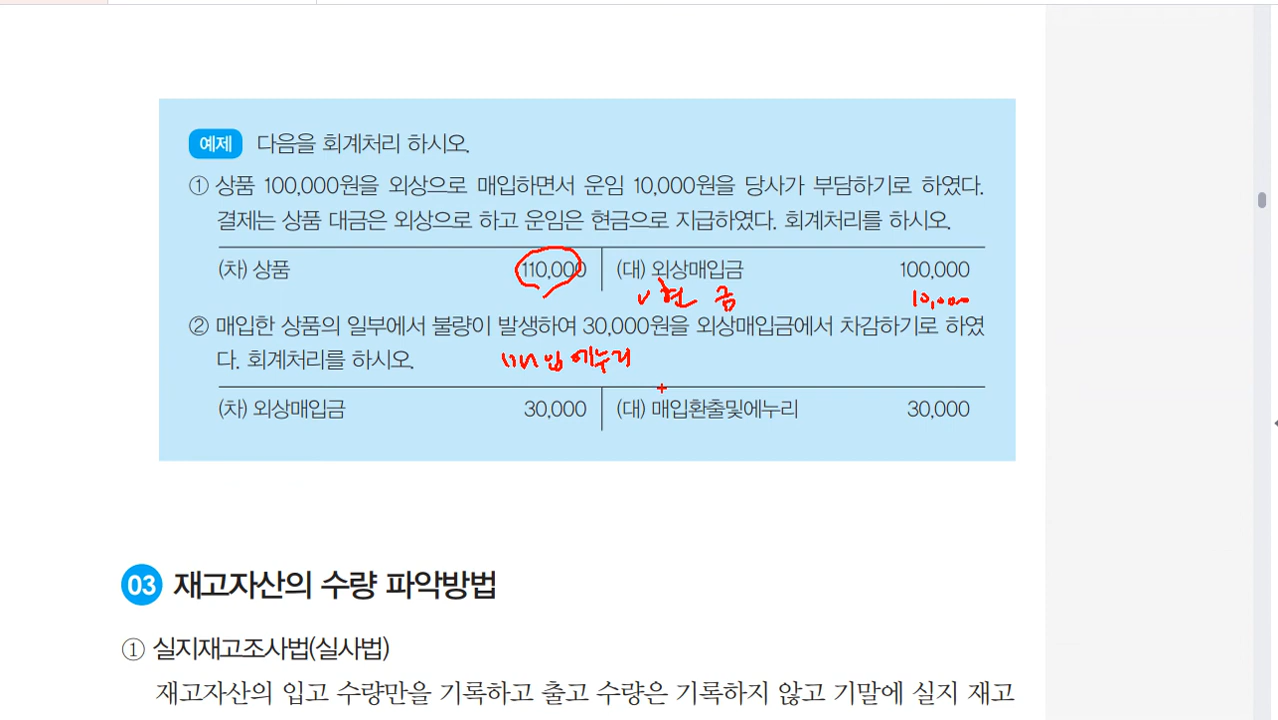 예제 다음을 회계처리 하시오.
① 상품 100,000원을 외상으로 매입하면서 운임 10,000원을 당사가 부담하기로 하였다.
결제는 상품 대금은 외상으로 하고 운임은 현금으로 지급하였다. 회계처리를 하시오.
(차) 상품 110,000 (대) 외상매입금 100,000
현 금 10,000
② 매입한 상품의 일부에서 불량이 발생하여 30,000원을 외상매입금에서 차감하기로 하였
다. 회계처리를 하시오. 매입에누리
(차) 외상매입금 30,000 (대) 매입환출및에누리 30,000
03 재고자산의 수량 파악방법
① 실지재고조사법(실사법)
재고자산의 입고 수량만을 기록하고 출고 수량은 기록하지 않고 기말에 실지 재고